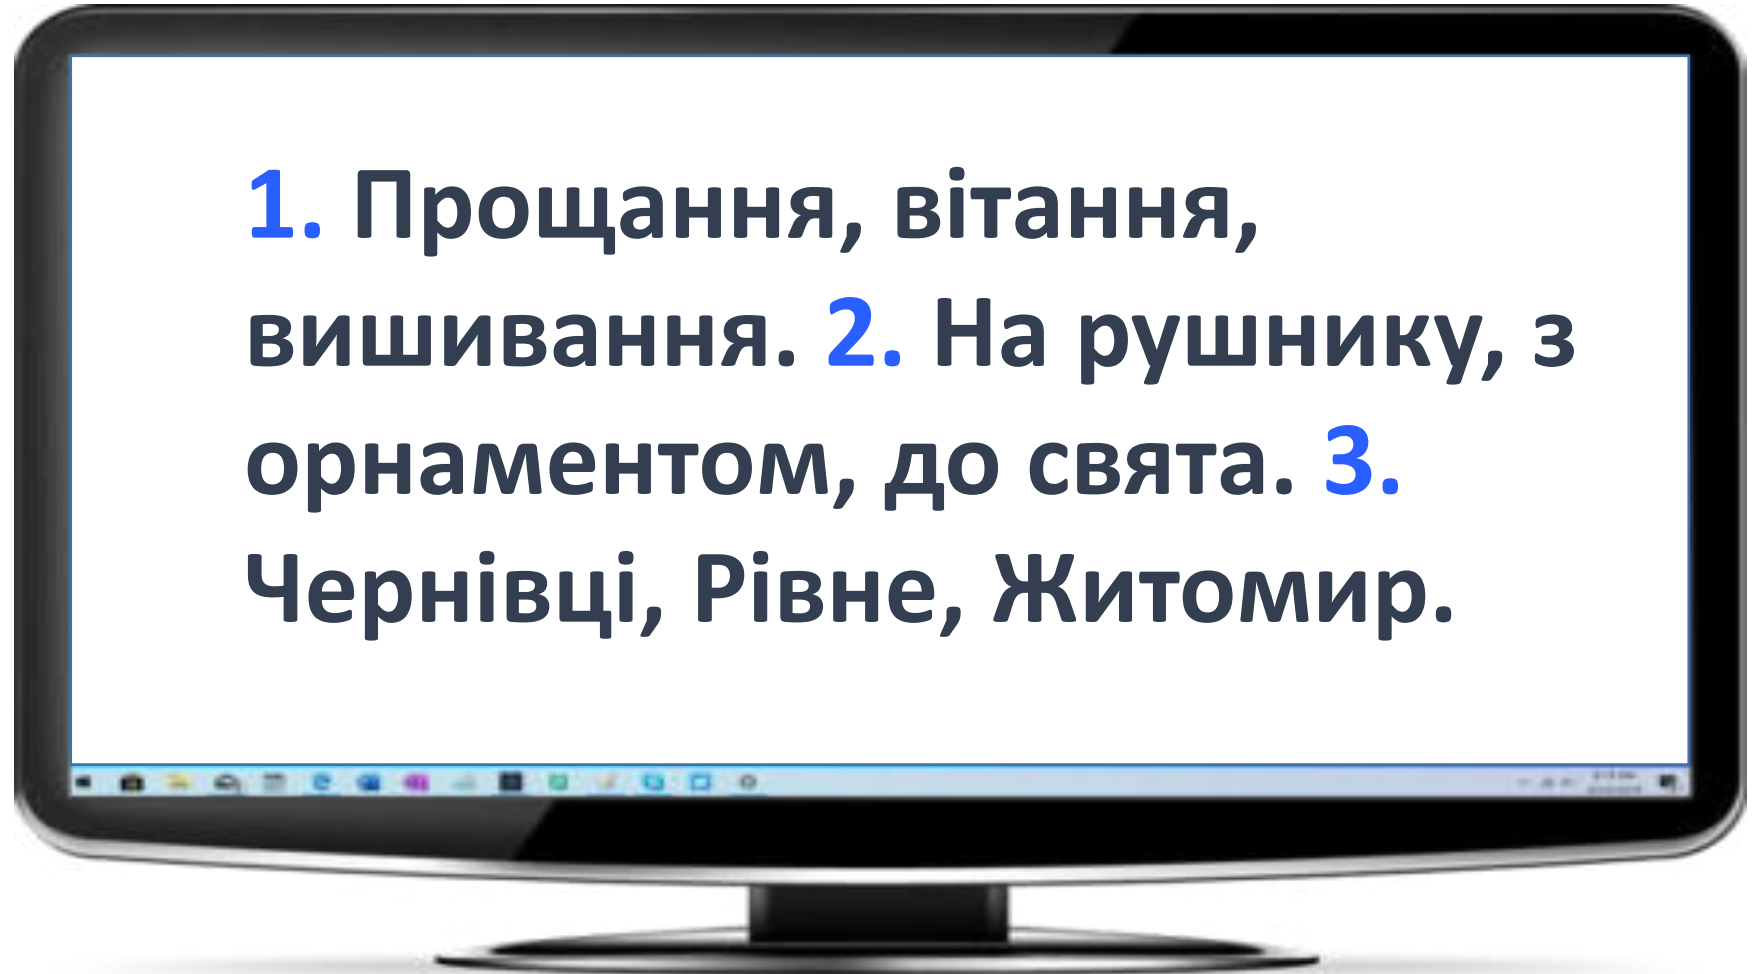 1. Прощання, вітання,
вишивання. 2. На рушнику, з
орнаментом, до свята. 3.
Чернівці, Рівне, Житомир.